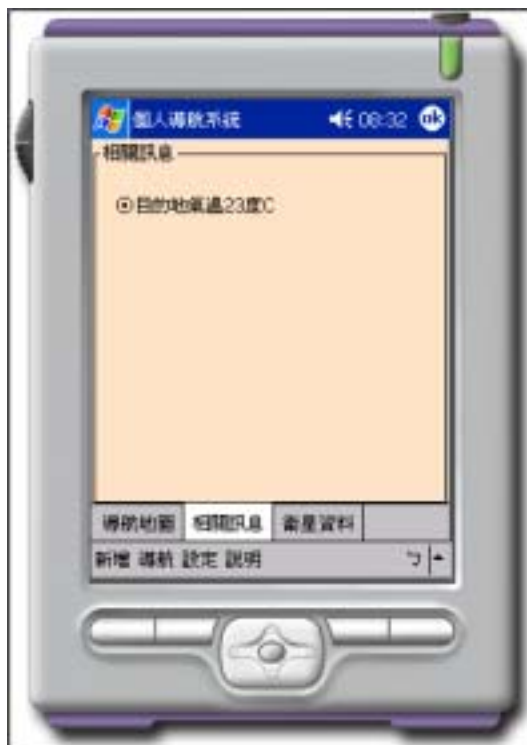 個人導航系統 08:32 ok
相關訊息
目的地氣溫23度C
導航地圖 相關訊息 衛星資料
新增 導航 設定 說明 ㄅ